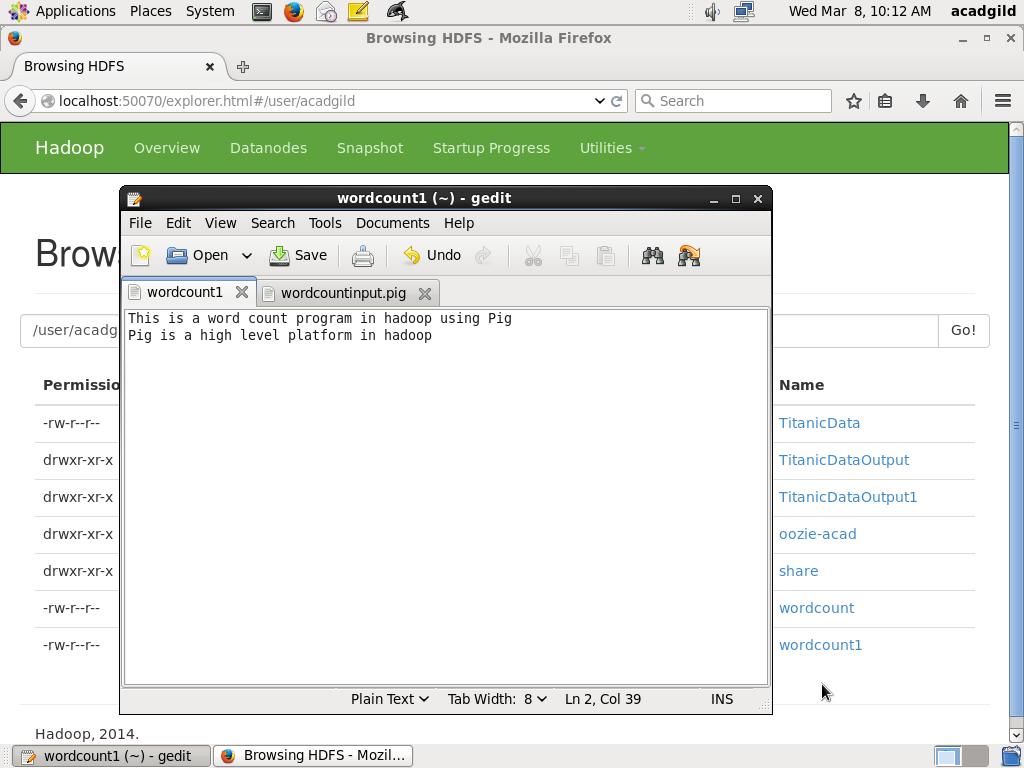 Applications Places System Wed Mar 8, 10:12 AM acadgild
Browsing HDFS - Mozilla Firefox
Browsing HDFS
localhost:50070/explorer.html#/user/acadgild Search
Hadoop Overview Datanodes Snapshot Startup Progress Utilities
wordcount1 (~) - gedit
File Edit View Search Tools Documents Help
Open Save Undo
wordcount1 wordcountinput.pig
This is a word count program in hadoop using Pig
Pig is a high level platform in hadoop
Plain Text Tab Width: 8 Ln 2, Col 39 INS
Brows
/user/acadg Go!
Permissio Name
-rw-r--r-- TitanicData
drwxr-xr-x TitanicDataOutput
drwxr-xr-x TitanicDataOutput1
drwxr-xr-x oozie-acad
drwxr-xr-x share
-rw-r--r-- wordcount
-rw-r--r-- wordcount1
Hadoop, 2014.
wordcount1 (~) - gedit Browsing HDFS - Mozil...